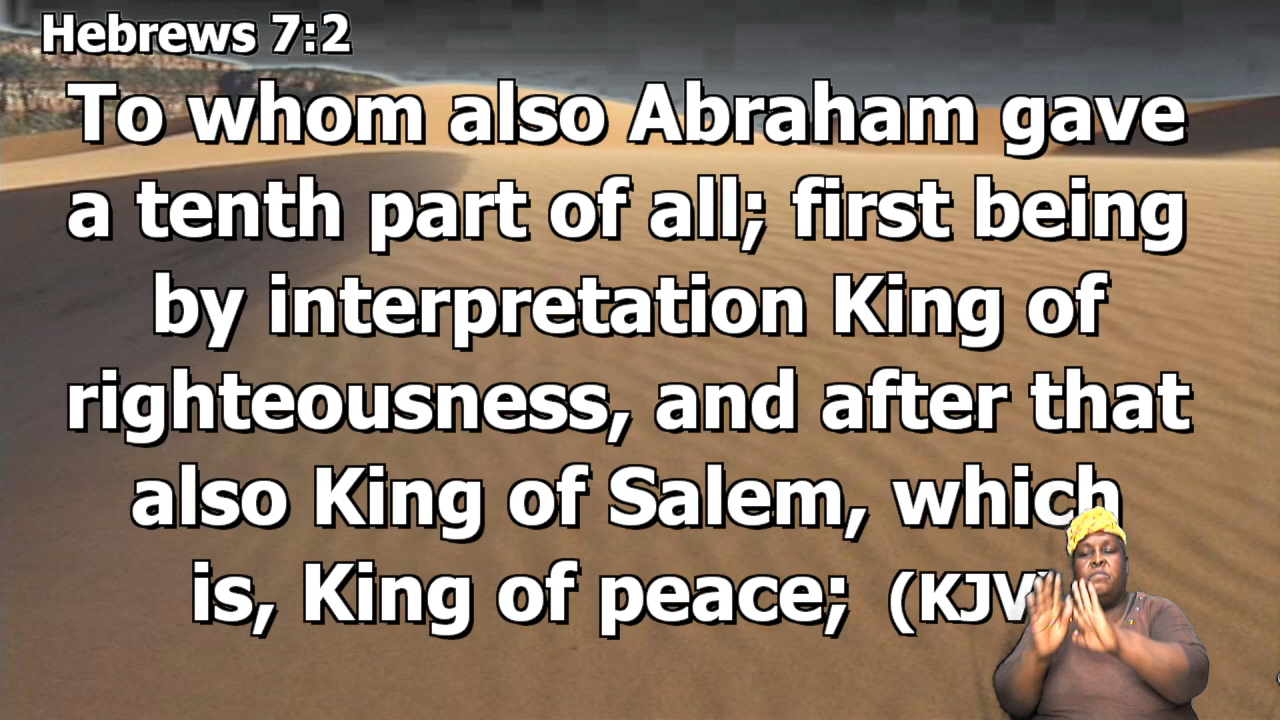 Hebrews 7:2
To whom also Abraham gave
a tenth part of all; first being
by interpretation King of
righteousness, and after that
also King of Salem, which
is, King of peace; (KJV)